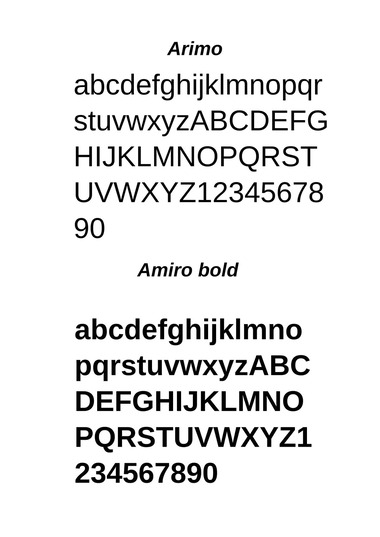 Arimo
abcdefghijklmnopqr
stuvwxyzABCDEFG
HIJKLMNOPQRST
UVWXYZ12345678
90
Amiro bold
abcdefghijklmno
pqrstuvwxyzABC
DEFGHIJKLMNO
PQRSTUVWXYZ1
234567890